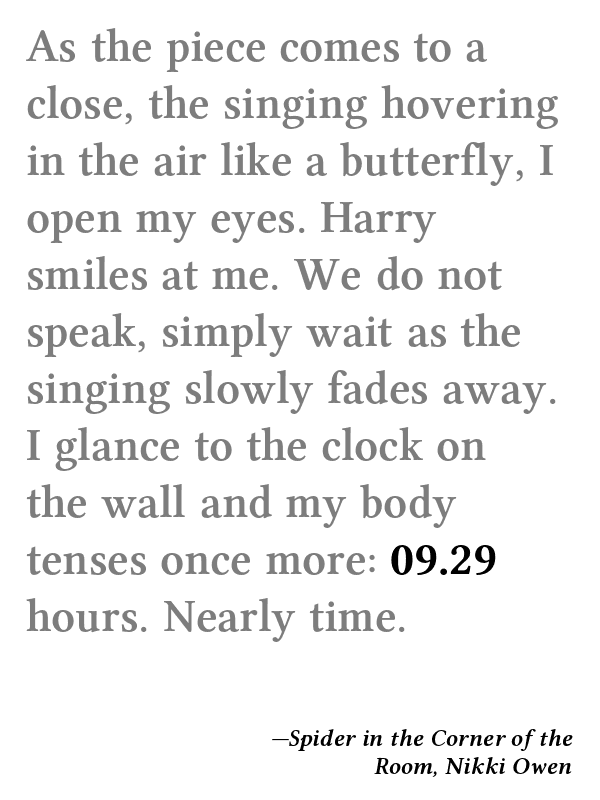 As the piece comes to a
close, the singing hovering
in the air like a butterfly, I
open my eyes. Harry
smiles at me. We do not
speak, simply wait as the
singing slowly fades away.
I glance to the clock on
the wall and my body
tenses once more: 09.29
hours. Nearly time.
—Spider in the Corner of the
Room, Nikki Owen